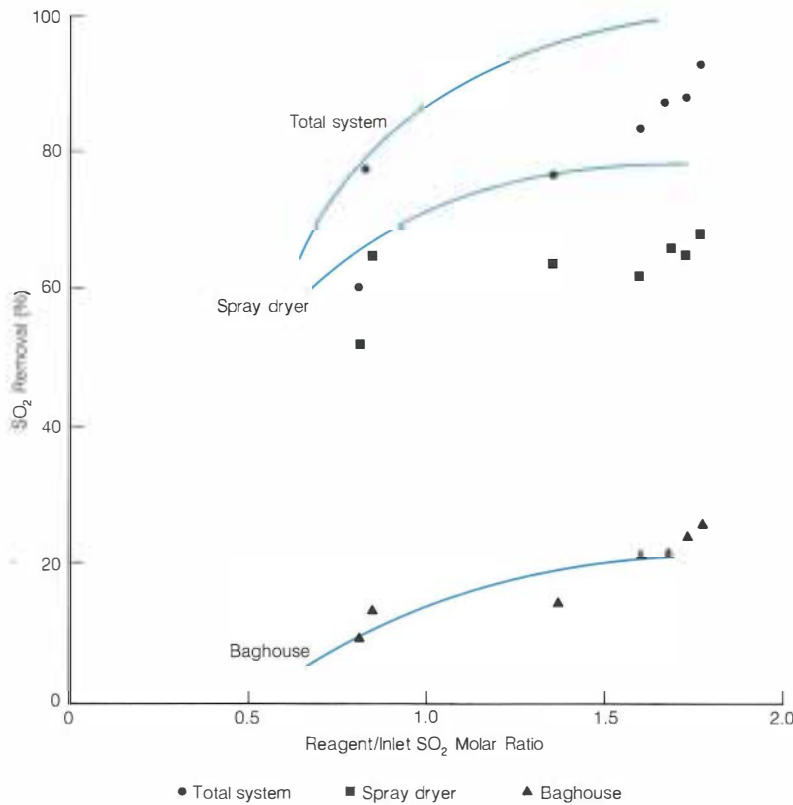 100
80
60
40
20
0
SO₂ Removal (%)
Total system
Spray dryer
Baghouse
0
0.5
1.0
1.5
2.0
Reagent/Inlet SO₂ Molar Ratio
● Total system ■ Spray dryer ▲ Baghouse